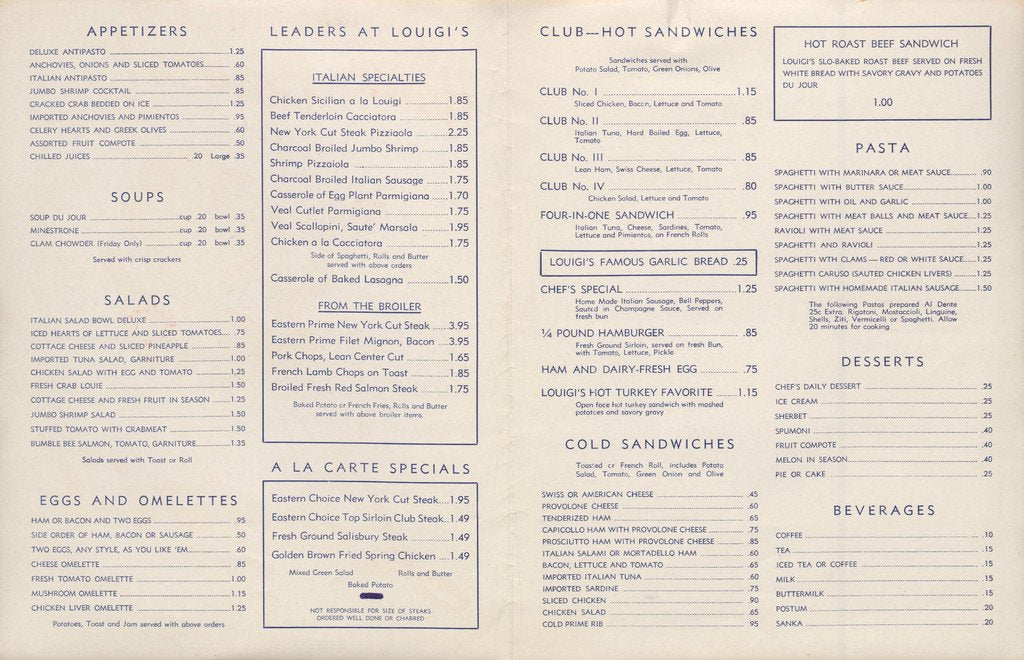 APPETIZERS
DELUXE ANTIPASTO 1.25
ANCHOVIES, ONIONS AND SLICED TOMATOES .60
ITALIAN ANTIPASTO .85
JUMBO SHRIMP COCKTAIL .85
CRACKED CRAB BEDDED ON ICE 1.25
IMPORTED ANCHOVIES AND PIMIENTOS .95
CELERY HEARTS AND GREEK OLIVES .60
ASSORTED FRUIT COMPOTE .50
CHILLED JUICES .20 Large .35
SOUPS
SOUP DU JOUR cup .20 bowl .35
MINESTRONE cup .20 bowl .35
CLAM CHOWDER (Friday Only) cup .20 bowl .35
Served with crisp crackers
SALADS
ITALIAN SALAD BOWL DELUXE 1.00
ICED HEARTS OF LETTUCE AND SLICED TOMATOES .75
COTTAGE CHEESE AND SLICED PINEAPPLE .85
IMPORTED TUNA SALAD, GARNITURE 1.00
CHICKEN SALAD WITH EGG AND TOMATO 1.25
FRESH CRAB LOUIE 1.50
COTTAGE CHEESE AND FRESH FRUIT IN SEASON 1.25
JUMBO SHRIMP SALAD 1.50
STUFFED TOMATO WITH CRABMEAT 1.50
BUMBLE BEE SALMON, TOMATO, GARNITURE 1.35
Salads served with Toast or Roll
EGGS AND OMELETTES
HAM OR BACON AND TWO EGGS .95
SIDE ORDER OF HAM, BACON OR SAUSAGE .50
TWO EGGS, ANY STYLE, AS YOU LIKE 'EM .60
CHEESE OMELETTE .85
FRESH TOMATO OMELETTE 1.00
MUSHROOM OMELETTE 1.15
CHICKEN LIVER OMELETTE 1.25
Potatoes, Toast and Jam served with above orders
LEADERS AT LOUIGI'S
ITALIAN SPECIALTIES
Chicken Sicilian a la Louigi 1.85
Beef Tenderloin Cacciatora 1.85
New York Cut Steak Pizziaola 2.25
Charcoal Broiled Jumbo Shrimp 1.85
Shrimp Pizzaiola 1.85
Charcoal Broiled Italian Sausage 1.75
Casserole of Egg Plant Parmigiana 1.70
Veal Cutlet Parmigiana 1.75
Veal Scallopini, Saute' Marsala 1.95
Chicken a la Cacciatora 1.75
Side of Spaghetti, Rolls and Butter
served with above orders
Casserole of Baked Lasagna 1.50
FROM THE BROILER
Eastern Prime New York Cut Steak 3.95
Eastern Prime Filet Mignon, Bacon 3.95
Pork Chops, Lean Center Cut 1.65
French Lamb Chops on Toast 1.85
Broiled Fresh Red Salmon Steak 1.75
Baked Potato or French Fries, Rolls and Butter
served with above broiler items.
A LA CARTE SPECIALS
Eastern Choice New York Cut Steak 1.95
Eastern Choice Top Sirloin Club Steak 1.49
Fresh Ground Salisbury Steak 1.49
Golden Brown Fried Spring Chicken 1.49
Mixed Green Salad Rolls and Butter
Baked Potato
NOT RESPONSIBLE FOR SIZE OF STEAKS
ORDERED WELL DONE OR CHARRED
CLUB---HOT SANDWICHES
Sandwiches served with
Potato Salad, Tomato, Green Onions, Olive
CLUB No. I 1.15
Sliced Chicken, Bacon, Lettuce and Tomato
CLUB No. II .85
Italian Tuna, Hard Boiled Egg, Lettuce,
Tomato
CLUB No. III .85
Lean Ham, Swiss Cheese, Lettuce, Tomato
CLUB No. IV .80
Chicken Salad, Lettuce and Tomato
FOUR-IN-ONE SANDWICH .95
Italian Tuna, Cheese, Sardines, Tomato,
Lettuce and Pimientos, on French Rolls
LOUIGI'S FAMOUS GARLIC BREAD .25
CHEF'S SPECIAL 1.25
Home Made Italian Sausage, Bell Peppers,
Sauted in Champagne Sauce, Served on
fresh bun
¼ POUND HAMBURGER .85
Fresh Ground Sirloin, served on fresh Bun,
with Tomato, Lettuce, Pickle
HAM AND DAIRY-FRESH EGG .75
LOUIGI'S HOT TURKEY FAVORITE 1.15
Open face hot turkey sandwich with mashed
potatoes and savory gravy
COLD SANDWICHES
Toasted or French Roll, includes Potato
Salad, Tomato, Green Onion and Olive
SWISS OR AMERICAN CHEESE .45
PROVOLONE CHEESE .60
TENDERIZED HAM .65
CAPICOLLO HAM WITH PROVOLONE CHEESE .75
PROSCIUTTO HAM WITH PROVOLONE CHEESE .85
ITALIAN SALAMI OR MORTADELLO HAM .60
BACON, LETTUCE AND TOMATO .65
IMPORTED ITALIAN TUNA .60
IMPORTED SARDINE .75
SLICED CHICKEN .90
CHICKEN SALAD .65
COLD PRIME RIB .95
HOT ROAST BEEF SANDWICH
LOUIGI'S SLO-BAKED ROAST BEEF SERVED ON FRESH
WHITE BREAD WITH SAVORY GRAVY AND POTATOES
DU JOUR
1.00
PASTA
SPAGHETTI WITH MARINARA OR MEAT SAUCE .90
SPAGHETTI WITH BUTTER SAUCE 1.00
SPAGHETTI WITH OIL AND GARLIC 1.00
SPAGHETTI WITH MEAT BALLS AND MEAT SAUCE 1.25
RAVIOLI WITH MEAT SAUCE 1.25
SPAGHETTI AND RAVIOLI 1.25
SPAGHETTI WTH CLAMS — RED OR WHITE SAUCE 1.25
SPAGHETTI CARUSO (SAUTED CHICKEN LIVERS) 1.25
SPAGHETTI WITH HOMEMADE ITALIAN SAUSAGE 1.50
The following Pastas prepared Al Dente
25c Extra. Rigatoni, Mostaccioli, Linguine,
Shells, Ziti, Vermicelli or Spaghetti. Allow
20 minutes for cooking
DESSERTS
CHEF'S DAILY DESSERT .25
ICE CREAM .25
SHERBET .25
SPUMONI .40
FRUIT COMPOTE .40
MELON IN SEASON .40
PIE OR CAKE .25
BEVERAGES
COFFEE .10
TEA .15
ICED TEA OR COFFEE .15
MILK .15
BUTTERMILK .15
POSTUM .20
SANKA .20